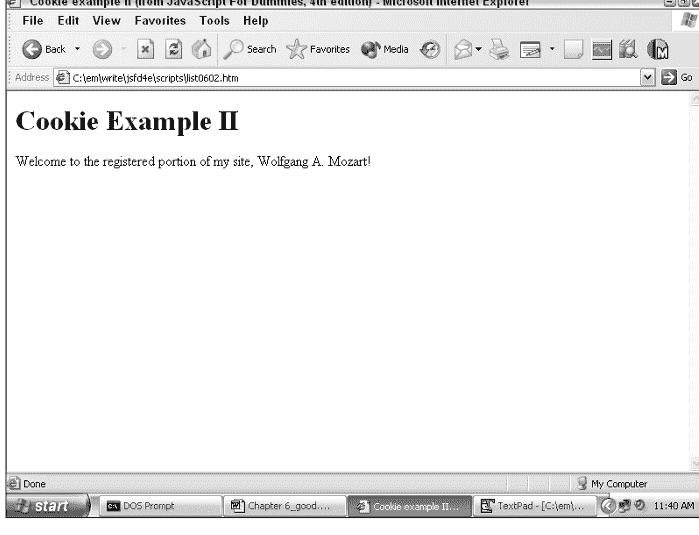 Cookie example II (from JavaScript For Dummies, 4th edition) - Microsoft Internet Explorer
File Edit View Favorites Tools Help
Back Search Favorites Media
Address C:\em\write\jsfd4e\scripts\list0602.htm Go
Cookie Example II
Welcome to the registered portion of my site, Wolfgang A. Mozart!
Done My Computer
start DOS Prompt Chapter 6_good.... Cookie example II... TextPad - [C:\em\... 11:40 AM